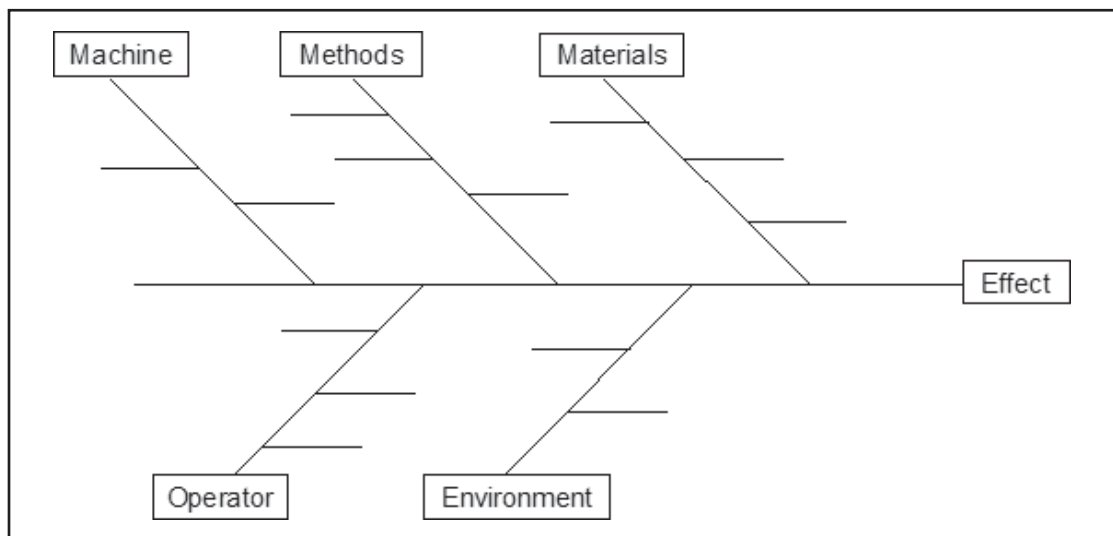 Machine
Methods
Materials
Effect
Operator
Environment